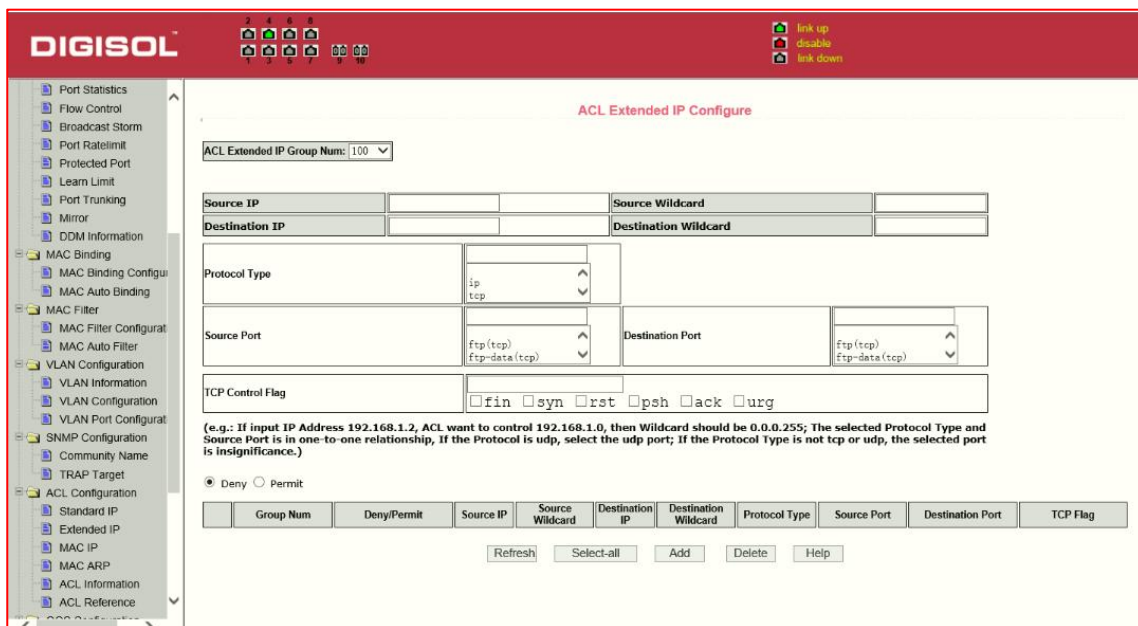 DIGISOL
2 4 6 8
1 3 5 7 9 10
link up
disable
link down
Port Statistics
Flow Control
Broadcast Storm
Port Ratelimit
Protected Port
Learn Limit
Port Trunking
Mirror
DDM Information
MAC Binding
MAC Binding Configu
MAC Auto Binding
MAC Filter
MAC Filter Configurat
MAC Auto Filter
VLAN Configuration
VLAN Information
VLAN Configuration
VLAN Port Configurat
SNMP Configuration
Community Name
TRAP Target
ACL Configuration
Standard IP
Extended IP
MAC IP
MAC ARP
ACL Information
ACL Reference
ACL Extended IP Configure
ACL Extended IP Group Num: 100
Source IP Source Wildcard
Destination IP Destination Wildcard
Protocol Type
ip
tcp
Source Port
ftp(tcp)
ftp-data(tcp)
Destination Port
ftp(tcp)
ftp-data(tcp)
TCP Control Flag
fin syn rst psh ack urg
(e.g.: If input IP Address 192.168.1.2, ACL want to control 192.168.1.0, then Wildcard should be 0.0.0.255; The selected Protocol Type and
Source Port is in one-to-one relationship, If the Protocol is udp, select the udp port; If the Protocol Type is not tcp or udp, the selected port
is insignificance.)
Deny Permit
Group Num Deny/Permit Source IP Source Wildcard Destination IP Destination Wildcard Protocol Type Source Port Destination Port TCP Flag
Refresh Select-all Add Delete Help